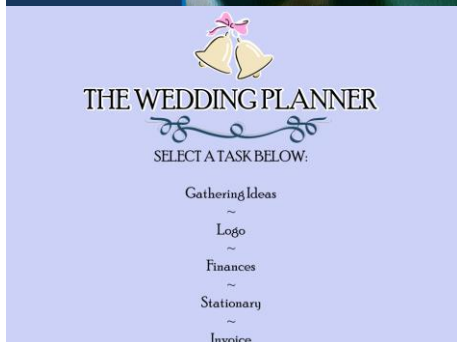 THE WEDDING PLANNER
SELECT A TASK BELOW:
Gathering Ideas
~
Logo
~
Finances
~
Stationary
~
Invoice